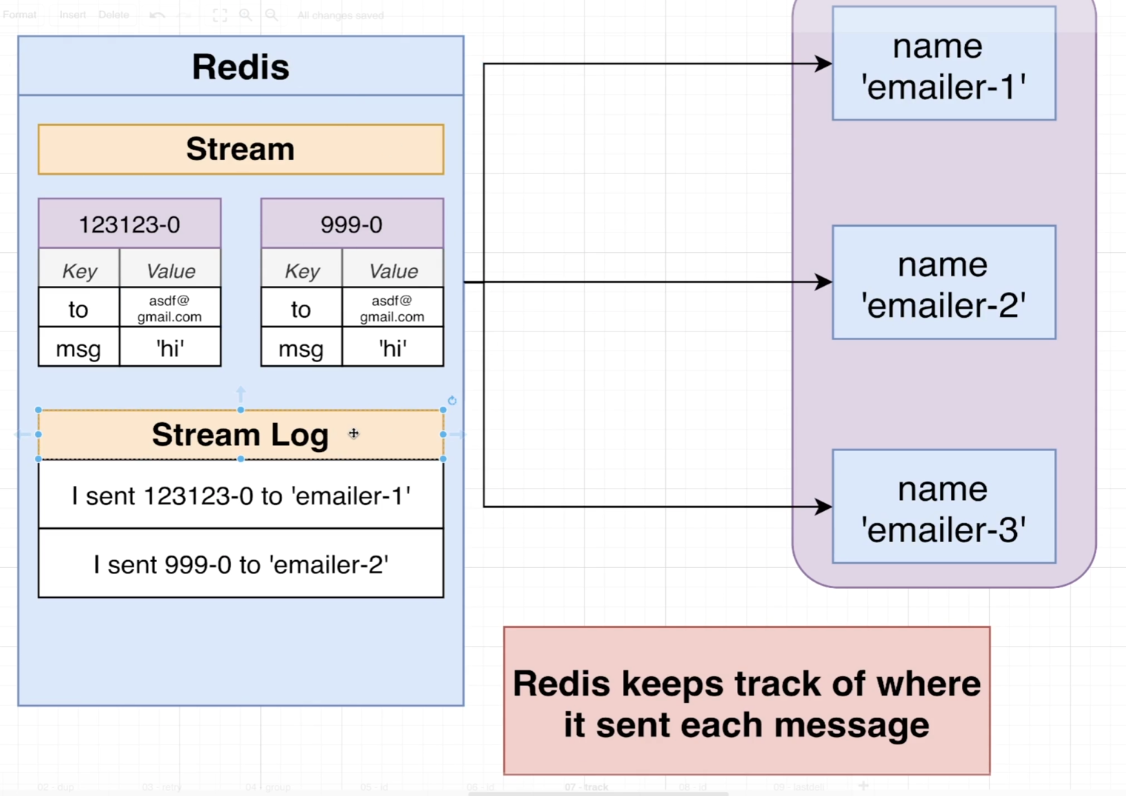 Format Insert Delete All changes saved
Redis
Stream
123123-0
Key Value
to asdf@
gmail.com
msg 'hi'
999-0
Key Value
to asdf@
gmail.com
msg 'hi'
Stream Log
I sent 123123-0 to 'emailer-1'
I sent 999-0 to 'emailer-2'
name
'emailer-1'
name
'emailer-2'
name
'emailer-3'
Redis keeps track of where
it sent each message
07 - track